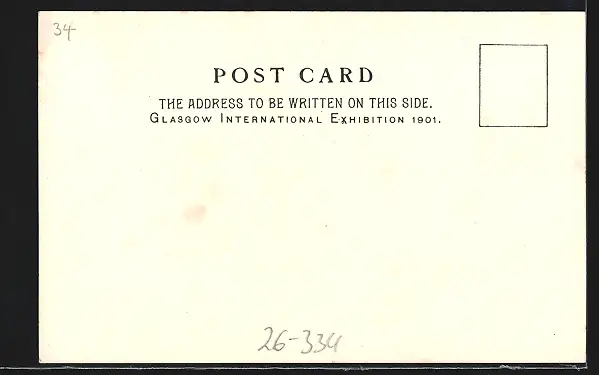 34
POST CARD
THE ADDRESS TO BE WRITTEN ON THIS SIDE.
GLASGOW INTERNATIONAL EXHIBITION 1901.
26-334